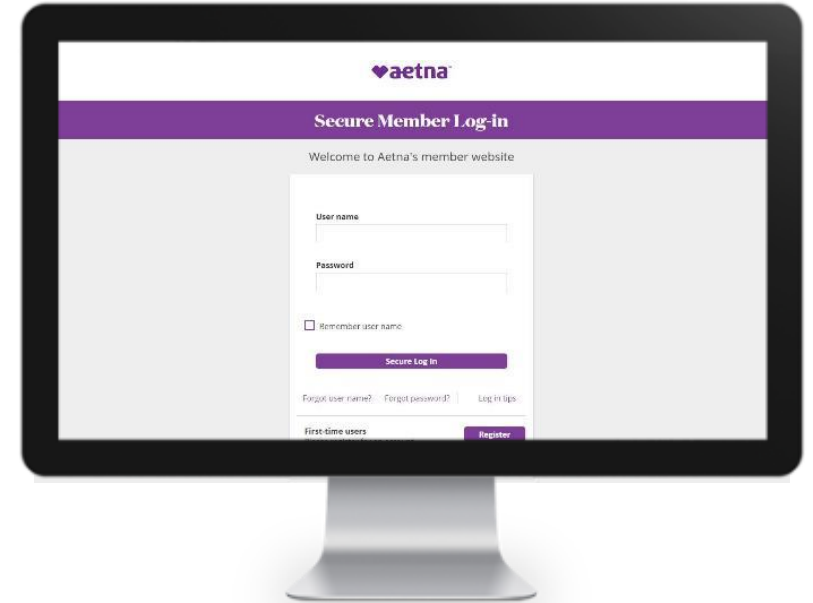 aetna™
Secure Member Log-in
Welcome to Aetna's member website
User name
Password
Remember user name
Secure Log In
Forgot user name? Forgot password? Log in tips
First-time users
Register